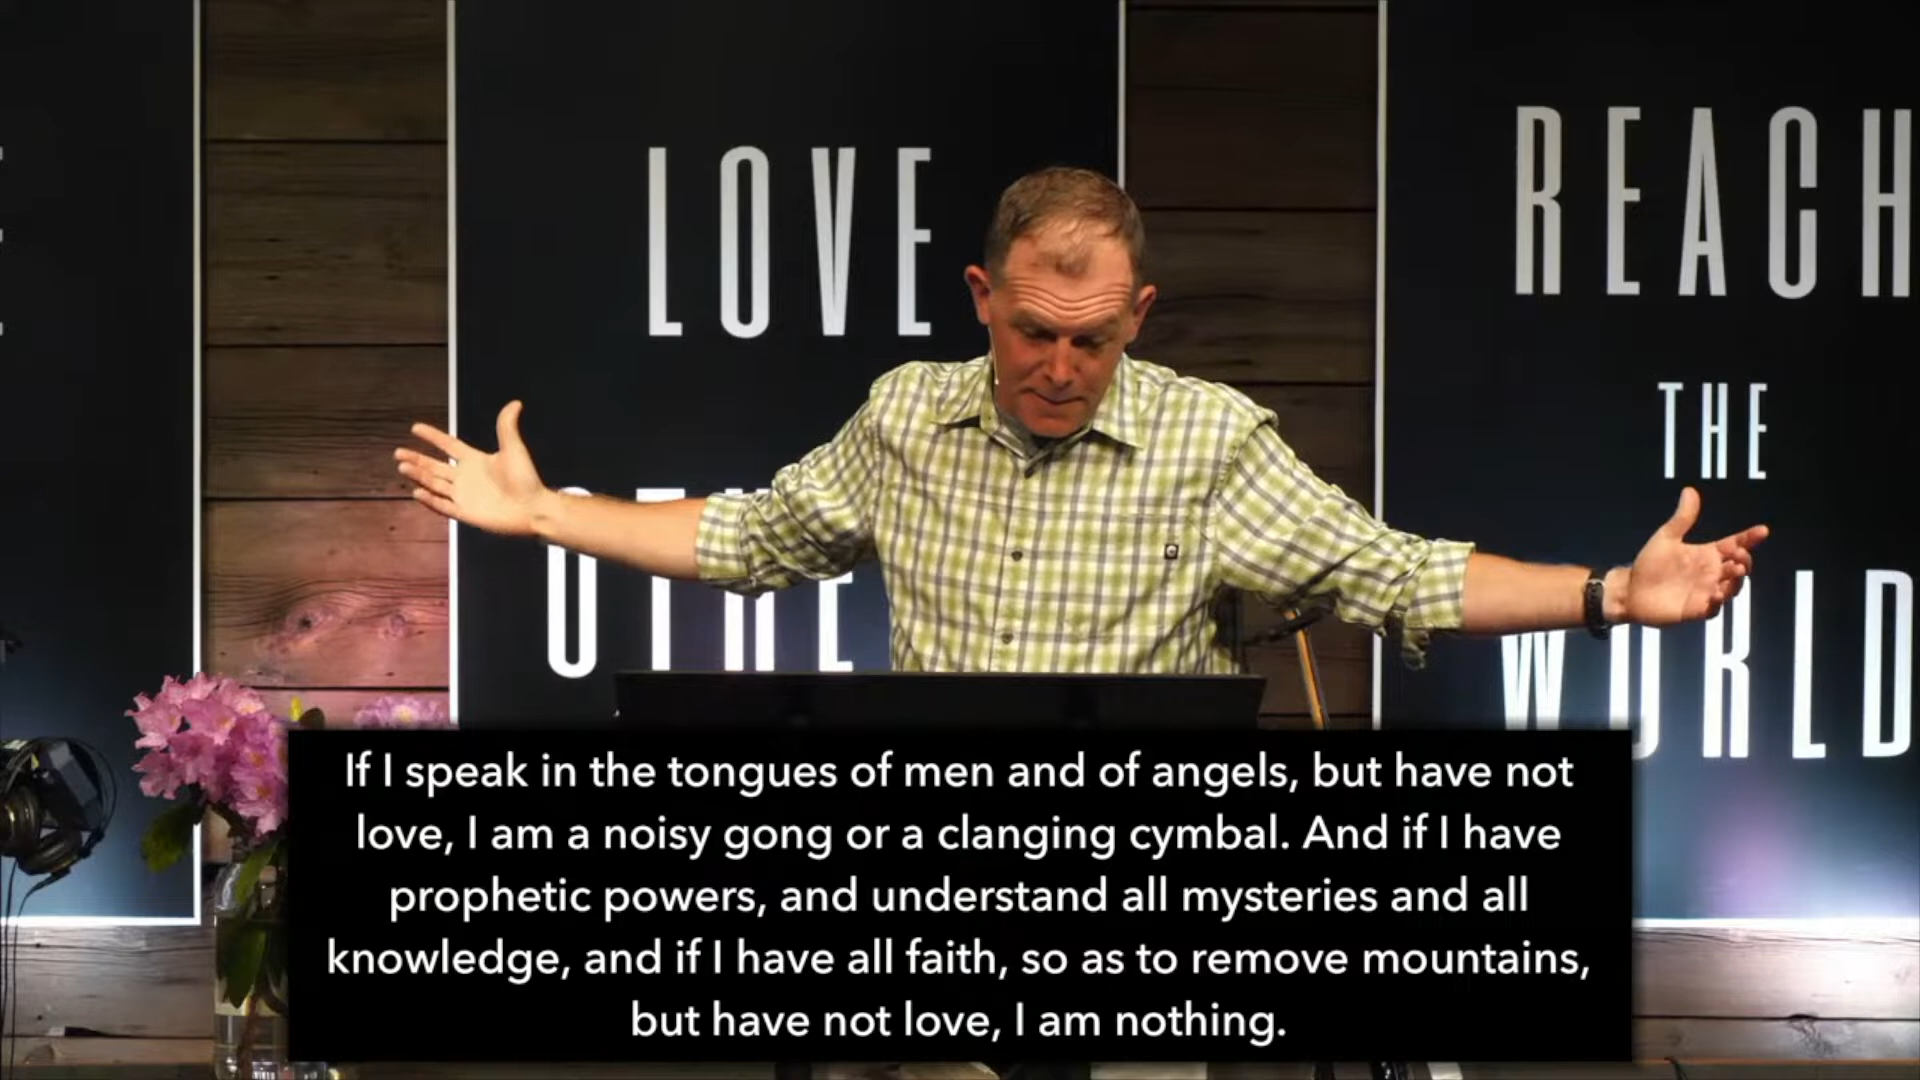 LOVE
REACH
THE
WORLD
If I speak in the tongues of men and of angels, but have not
love, I am a noisy gong or a clanging cymbal. And if I have
prophetic powers, and understand all mysteries and all
knowledge, and if I have all faith, so as to remove mountains,
but have not love, I am nothing.